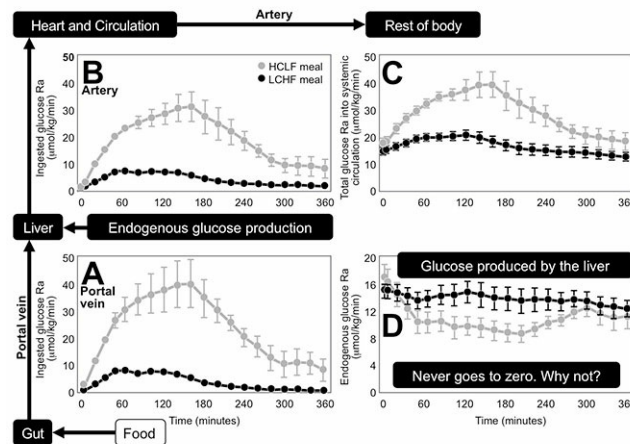 Artery
Heart and Circulation
Rest of body
B
Artery
HCLF meal
LCHF meal
Ingested glucose Ra
(µmol/kg/min)
50
40
30
20
10
0
0 60 120 180 240 300 360
C
Total glucose Ra into systemic
circulation (µmol/kg/min)
50
40
30
20
10
0
0 60 120 180 240 300 360
Liver
Endogenous glucose production
Portal vein
A
Portal
vein
Ingested glucose Ra
(µmol/kg/min)
50
40
30
20
10
0
0 60 120 180 240 300 360
Time (minutes)
Glucose produced by the liver
D
Never goes to zero. Why not?
Endogenous glucose Ra
(µmol/kg/min)
20
16
12
8
4
0
0 60 120 180 240 300 360
Time (minutes)
Gut
Food